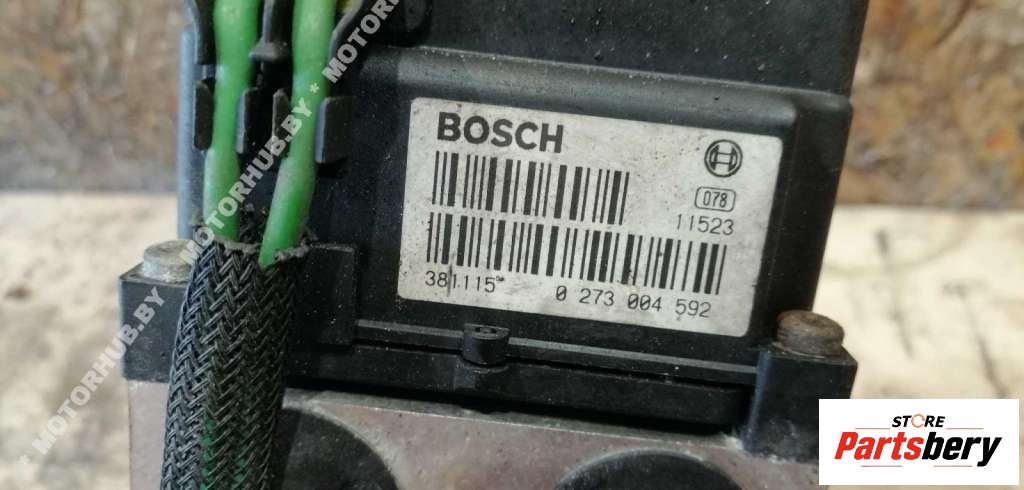 BOSCH
078
11523
381115 0 273 004 592
* MOTORHUB.BY * MOTORHUB.BY * MOTORHUB.BY
STORE
Partsbery